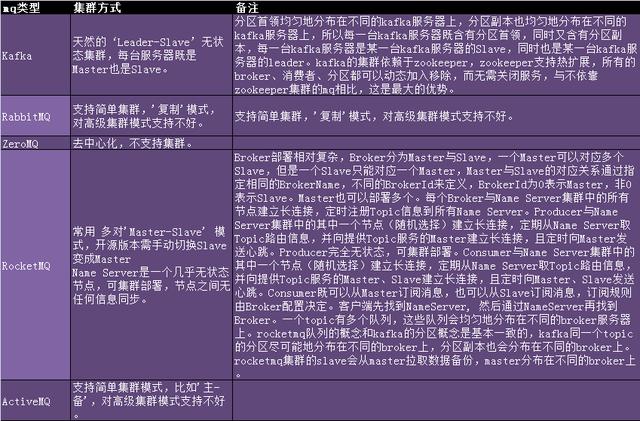 mq类型 集群方式 备注
Kafka
天然的‘Leader-Slave’无状
态集群，每台服务器既是
Master也是Slave。
分区首领均匀地分布在不同的kafka服务器上，分区副本也均匀地分布在不同的
kafka服务器上，所以每一台kafka服务器既含有分区首领，同时又含有分区副
本，每一台kafka服务器是某一台kafka服务器的Slave，同时也是某一台kafka服
务器的leader。kafka的集群依赖于zookeeper，zookeeper支持热扩展，所有的
broker、消费者、分区都可以动态加入移除，而无需关闭服务，与不依靠
zookeeper集群的mq相比，这是最大的优势。
RabbitMQ
支持简单集群，'复制'模式，
对高级集群模式支持不好。
支持简单集群，'复制'模式，对高级集群模式支持不好。
ZeroMQ
去中心化，不支持集群。
RocketMQ
常用 多对'Master-Slave' 模
式，开源版本需手动切换Slave
变成Master
Name Server是一个几乎无状态
节点，可集群部署，节点之间无
任何信息同步。
Broker部署相对复杂，Broker分为Master与Slave，一个Master可以对应多个
Slave，但是一个Slave只能对应一个Master，Master与Slave的对应关系通过指
定相同的BrokerName，不同的BrokerId来定义，BrokerId为0表示Master，非0
表示Slave。Master也可以部署多个。每个Broker与Name Server集群中的所有
节点建立长连接，定时注册Topic信息到所有Name Server。Producer与Name
Server集群中的其中一个节点（随机选择）建立长连接，定期从Name Server取
Topic路由信息，并向提供Topic服务的Master建立长连接，且定时向Master发
送心跳。Producer完全无状态，可集群部署。Consumer与Name Server集群中的
其中一个节点（随机选择）建立长连接，定期从Name Server取Topic路由信息，
并向提供Topic服务的Master、Slave建立长连接，且定时向Master、Slave发送
心跳。Consumer既可以从Master订阅消息，也可以从Slave订阅消息，订阅规则
由Broker配置决定。客户端先找到NameServer, 然后通过NameServer再找到
Broker。一个topic有多个队列，这些队列会均匀地分布在不同的broker服务器
上。rocketmq队列的概念和kafka的分区概念是基本一致的，kafka同一个topic
的分区尽可能地分布在不同的broker上，分区副本也会分布在不同的broker上。
rocketmq集群的slave会从master拉取数据备份，master分布在不同的broker上
。
ActiveMQ
支持简单集群模式，比如'主-
备'，对高级集群模式支持不好
。